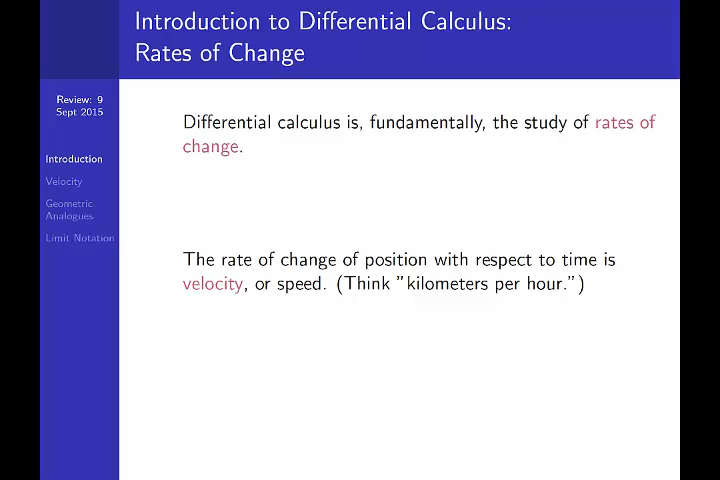 Introduction to Differential Calculus:
Rates of Change
Review: 9
Sept 2015
Introduction
Velocity
Geometric
Analogues
Limit Notation
Differential calculus is, fundamentally, the study of rates of
change.
The rate of change of position with respect to time is
velocity, or speed. (Think "kilometers per hour.")